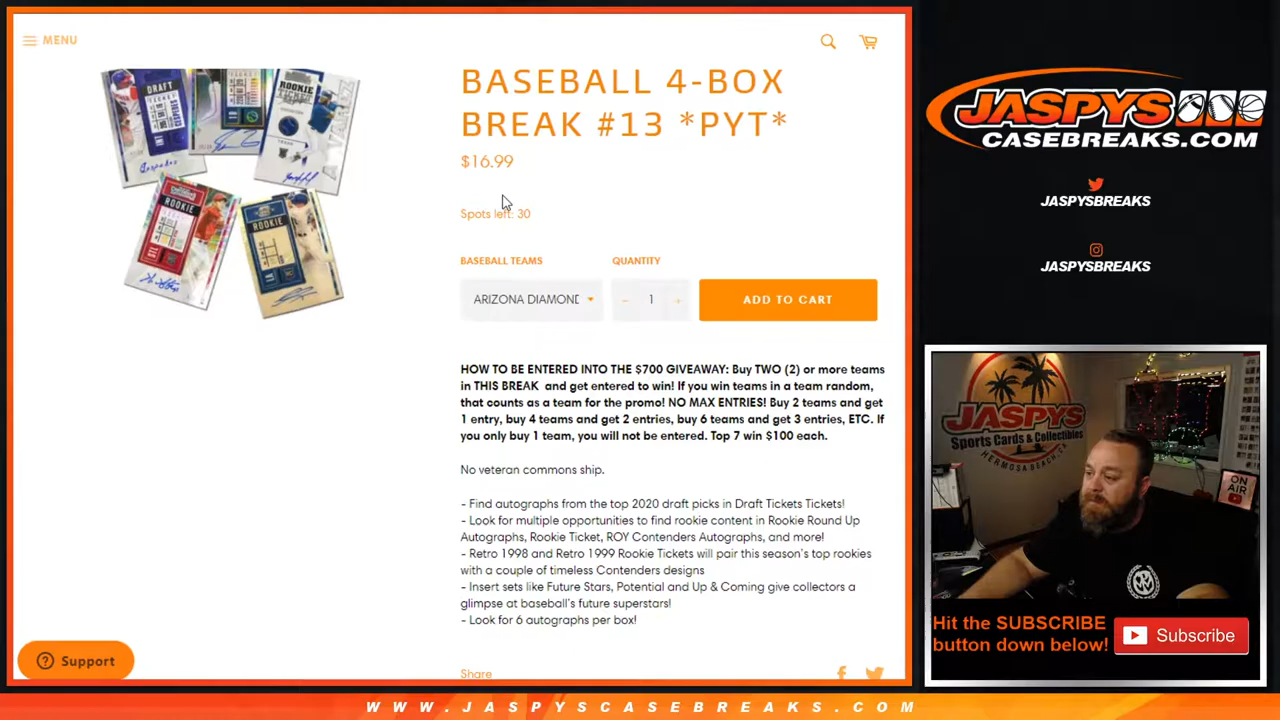 MENU
BASEBALL 4-BOX
BREAK #13 *PYT*
$16.99
Spots left: 30
BASEBALL TEAMS
QUANTITY
ARIZONA DIAMOND
- 1 +
ADD TO CART
HOW TO BE ENTERED INTO THE $700 GIVEAWAY: Buy TWO (2) or more teams
in THIS BREAK and get entered to win! If you win teams in a team random,
that counts as a team for the promo! NO MAX ENTRIES! Buy 2 teams and get
1 entry, buy 4 teams and get 2 entries, buy 6 teams and get 3 entries, ETC. If
you only buy 1 team, you will not be entered. Top 7 win $100 each.
No veteran commons ship.
- Find autographs from the top 2020 draft picks in Draft Tickets Tickets!
- Look for multiple opportunities to find rookie content in Rookie Round Up
Autographs, Rookie Ticket, ROY Contenders Autographs, and more!
- Retro 1998 and Retro 1999 Rookie Tickets will pair this season's top rookies
with a couple of timeless Contenders designs
- Insert sets like Future Stars, Potential and Up & Coming give collectors a
glimpse at baseball's future superstars!
- Look for 6 autographs per box!
Share
Support
DRAFT
ROOKIE
ROOKIE
ROOKIE
JASPYS
CASEBREAKS.COM
JASPYSBREAKS
JASPYSBREAKS
JASPYS
Sports Cards & Collectibles
HERMOSA BEACH, CA
ON
AIR
Hit the SUBSCRIBE
button down below!
Subscribe
WWW.JASPYSCASEBREAKS.COM